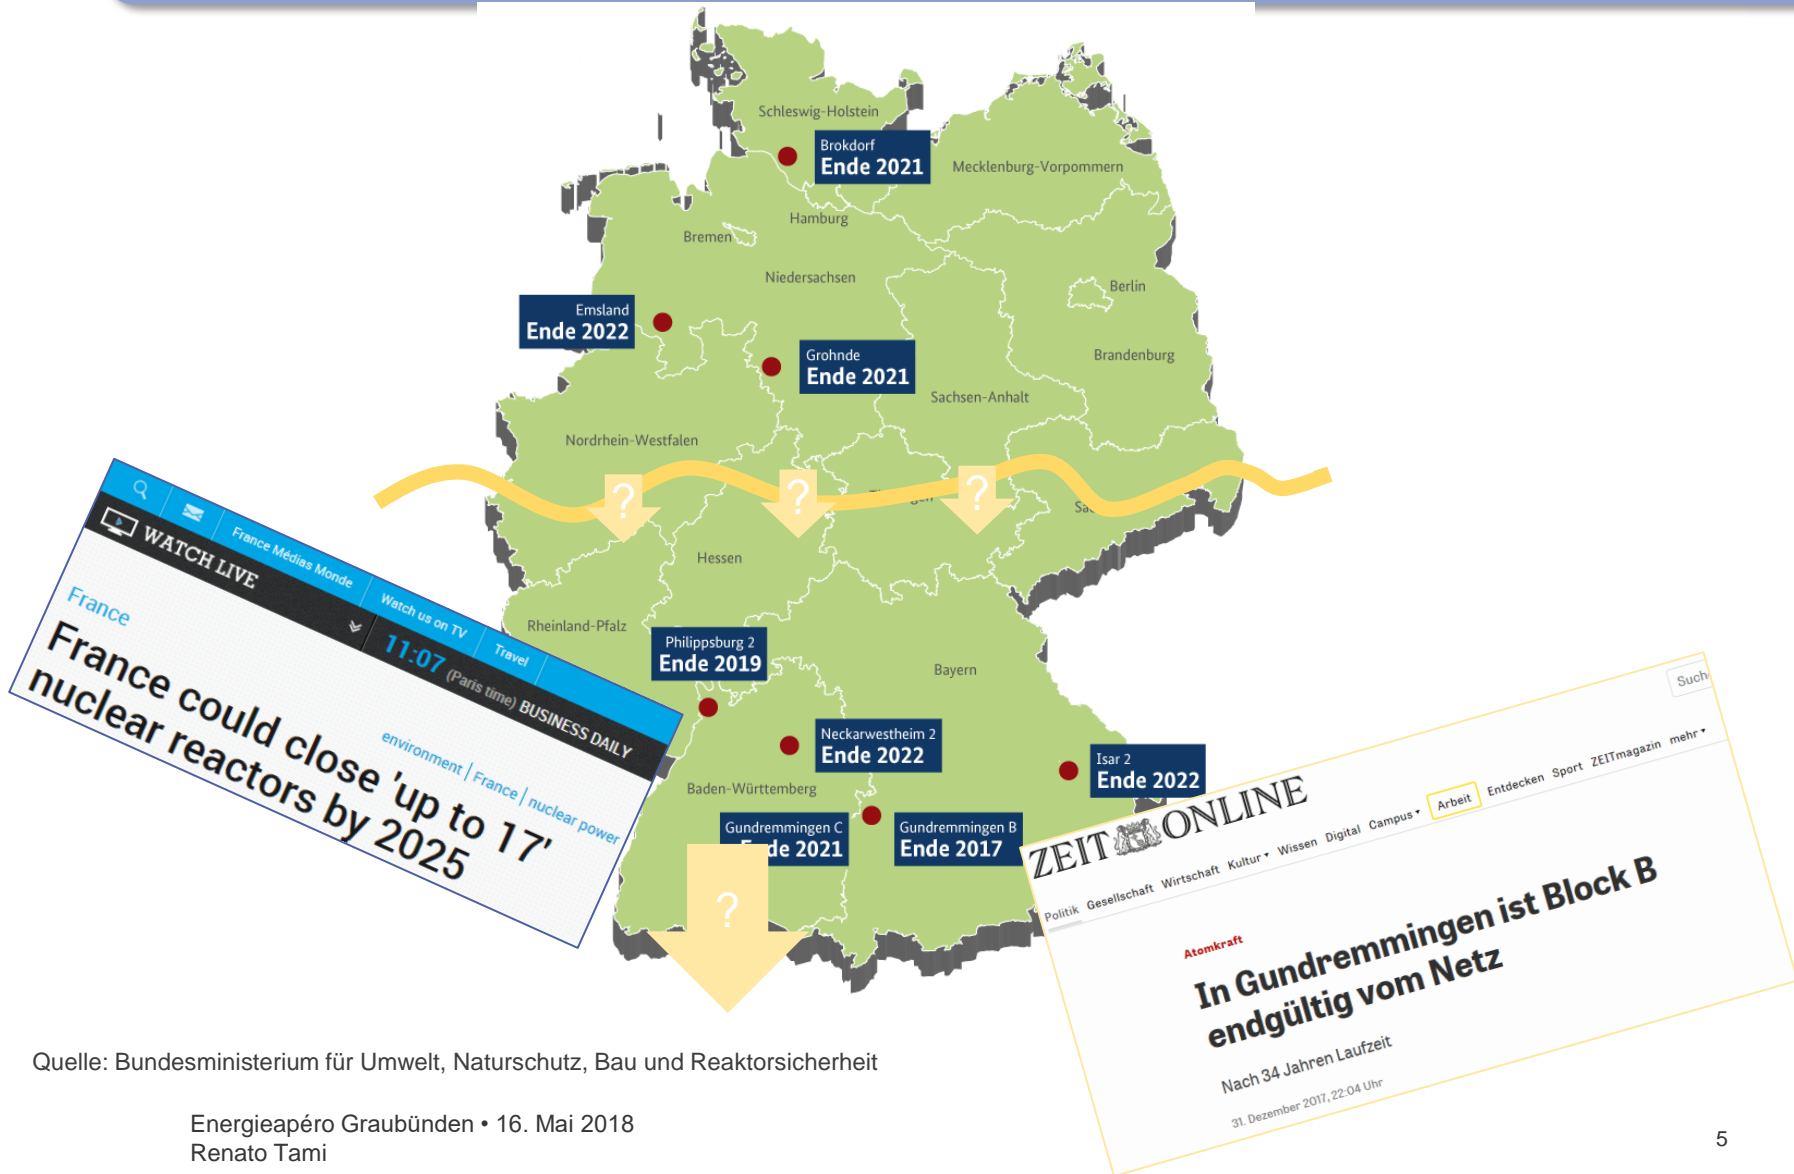 Schleswig-Holstein
Brokdorf
Ende 2021
Mecklenburg-Vorpommern
Hamburg
Bremen
Niedersachsen
Berlin
Emsland
Ende 2022
Grohnde
Ende 2021
Brandenburg
Sachsen-Anhalt
Nordrhein-Westfalen
?
?
?
Hessen
Rheinland-Pfalz
Philippsburg 2
Ende 2019
Bayern
Neckarwestheim 2
Ende 2022
Isar 2
Ende 2022
Baden-Württemberg
Gundremmingen C
Ende 2021
Gundremmingen B
Ende 2017
?
France Médias Monde
Watch us on TV
Travel
WATCH LIVE
11:07 (Paris time) BUSINESS DAILY
France
environment | France | nuclear power
France could close 'up to 17'
nuclear reactors by 2025
Such
ZEIT ONLINE
Politik Gesellschaft Wirtschaft Kultur Wissen Digital Campus Arbeit Entdecken Sport ZEITmagazin mehr
Atomkraft
In Gundremmingen ist Block B
endgültig vom Netz
Nach 34 Jahren Laufzeit
31. Dezember 2017, 22:04 Uhr
Quelle: Bundesministerium für Umwelt, Naturschutz, Bau und Reaktorsicherheit
Energieapéro Graubünden • 16. Mai 2018
Renato Tami
5